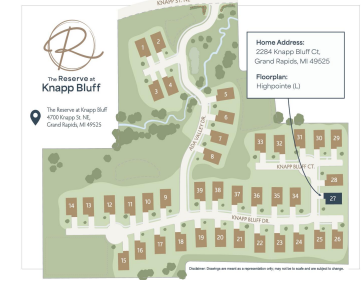 KNAPP ST. NE
R
The Reserve at
Knapp Bluff
The Reserve at Knapp Bluff
4700 Knapp St. NE,
Grand Rapids, MI 49525
Home Address:
2284 Knapp Bluff Ct,
Grand Rapids, MI 49525
Floorplan:
Highpointe (L)
1
2
3
4
5
6
7
8
ADA VALLEY DR.
33
32
31
30
29
KNAPP BLUFF CT.
28
27
14
13
12
11
10
9
39
38
37
36
35
34
KNAPP BLUFF DR.
15
16
17
18
19
20
21
22
23
24
25
26
Disclaimer: Drawings are meant as a representation only, may not be to scale and are subject to change.